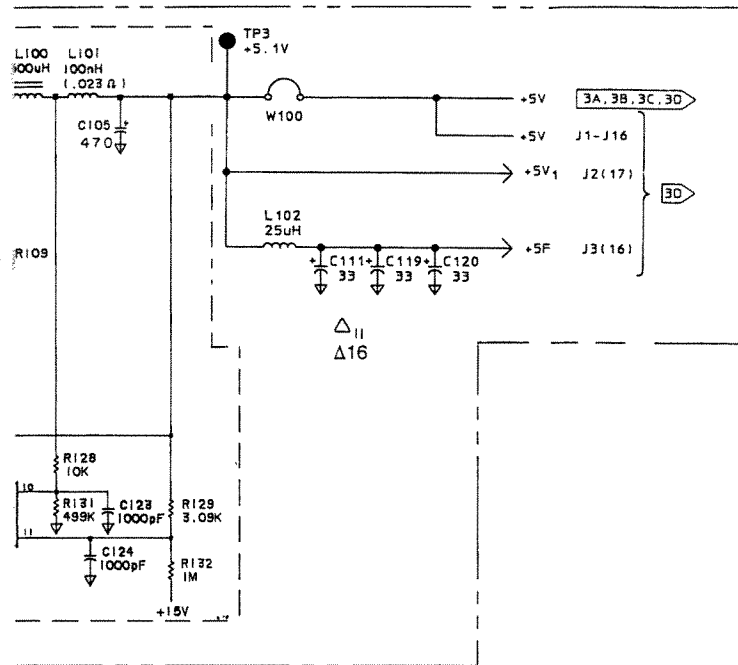 TP3
+5.1V
L100
500uH
L101
100nH
(.023Ω)
C105
470
+
W100
+5V
3A, 3B, 3C, 3D
+5V
J1-J16
+5V1
J2(17)
3D
L102
25uH
+5F
J3(16)
+
C111
33
+
C119
33
+
C120
33
R109
△11
Δ16
R128
10K
10
R131
499K
C123
1000pF
R129
3.09K
11
C124
1000pF
R132
1M
+15V